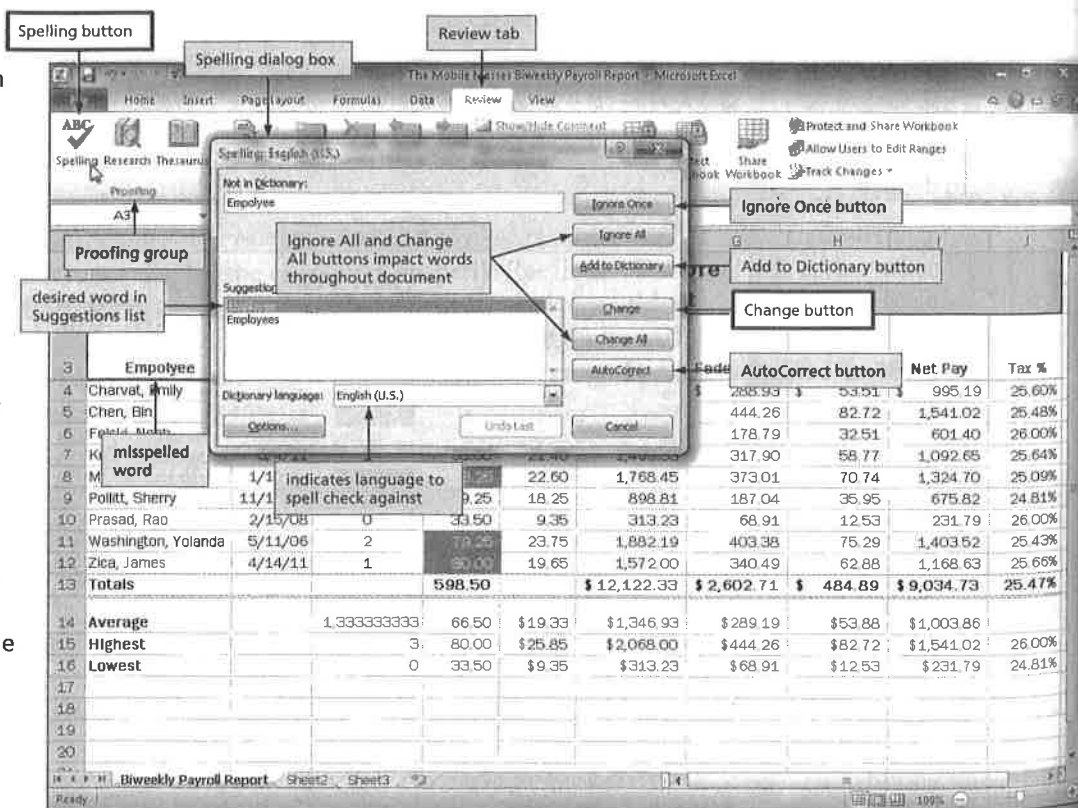 Spelling button
Review tab
Spelling dialog box
The Mobile Masses Biweekly Payroll Report - Microsoft Excel
Home Insert Page Layout Formulas Data Review View
ABC
Spelling Research Thesaurus
Show/Hide Comment
Share Workbook
Protect and Share Workbook
Allow Users to Edit Ranges
Track Changes
Proofing
Spelling: English (U.S.)
Not in Dictionary:
Empolyee
Ignore Once
Ignore All
Add to Dictionary
Change
Change All
AutoCorrect
Employees
Dictionary language: English (U.S.)
Options...
Undo Last
Cancel
Ignore Once button
Proofing group
Ignore All and Change
All buttons impact words
throughout document
Add to Dictionary button
desired word in
Suggestions list
Change button
AutoCorrect button
misspelled
word
indicates language to
spell check against
A3
G H I J
3 Empolyee Net Pay Tax %
4 Charvat, Emily $ 288.93 $ 53.51 $ 995.19 25.60%
5 Chen, Bin 444.26 82.72 1,541.02 25.48%
6 178.79 32.51 601.40 26.00%
7 317.90 58.77 1,092.65 25.64%
8 22.60 1,768.45 373.01 70.74 1,324.70 25.09%
9 Pollitt, Sherry 18.25 898.81 187.04 35.95 675.82 24.81%
10 Prasad, Rao 2/15/08 0 33.50 9.35 313.23 68.91 12.53 231.79 26.00%
11 Washington, Yolanda 5/11/06 2 23.75 1,882.19 403.38 75.29 1,403.52 25.43%
12 Zica, James 4/14/11 1 80.00 19.65 1,572.00 340.49 62.88 1,168.63 25.66%
13 Totals 598.50 $ 12,122.33 $ 2,602.71 $ 484.89 $ 9,034.73 25.47%
14 Average 1.333333333 66.50 $19.33 $1,346.93 $289.19 $53.88 $1,003.86
15 Highest 3 80.00 $25.85 $2,068.00 $444.26 $82.72 $1,541.02 26.00%
16 Lowest 0 33.50 $9.35 $313.23 $68.91 $12.53 $231.79 24.81%
17
18
19
20
Biweekly Payroll Report Sheet2 Sheet3
Ready 100%